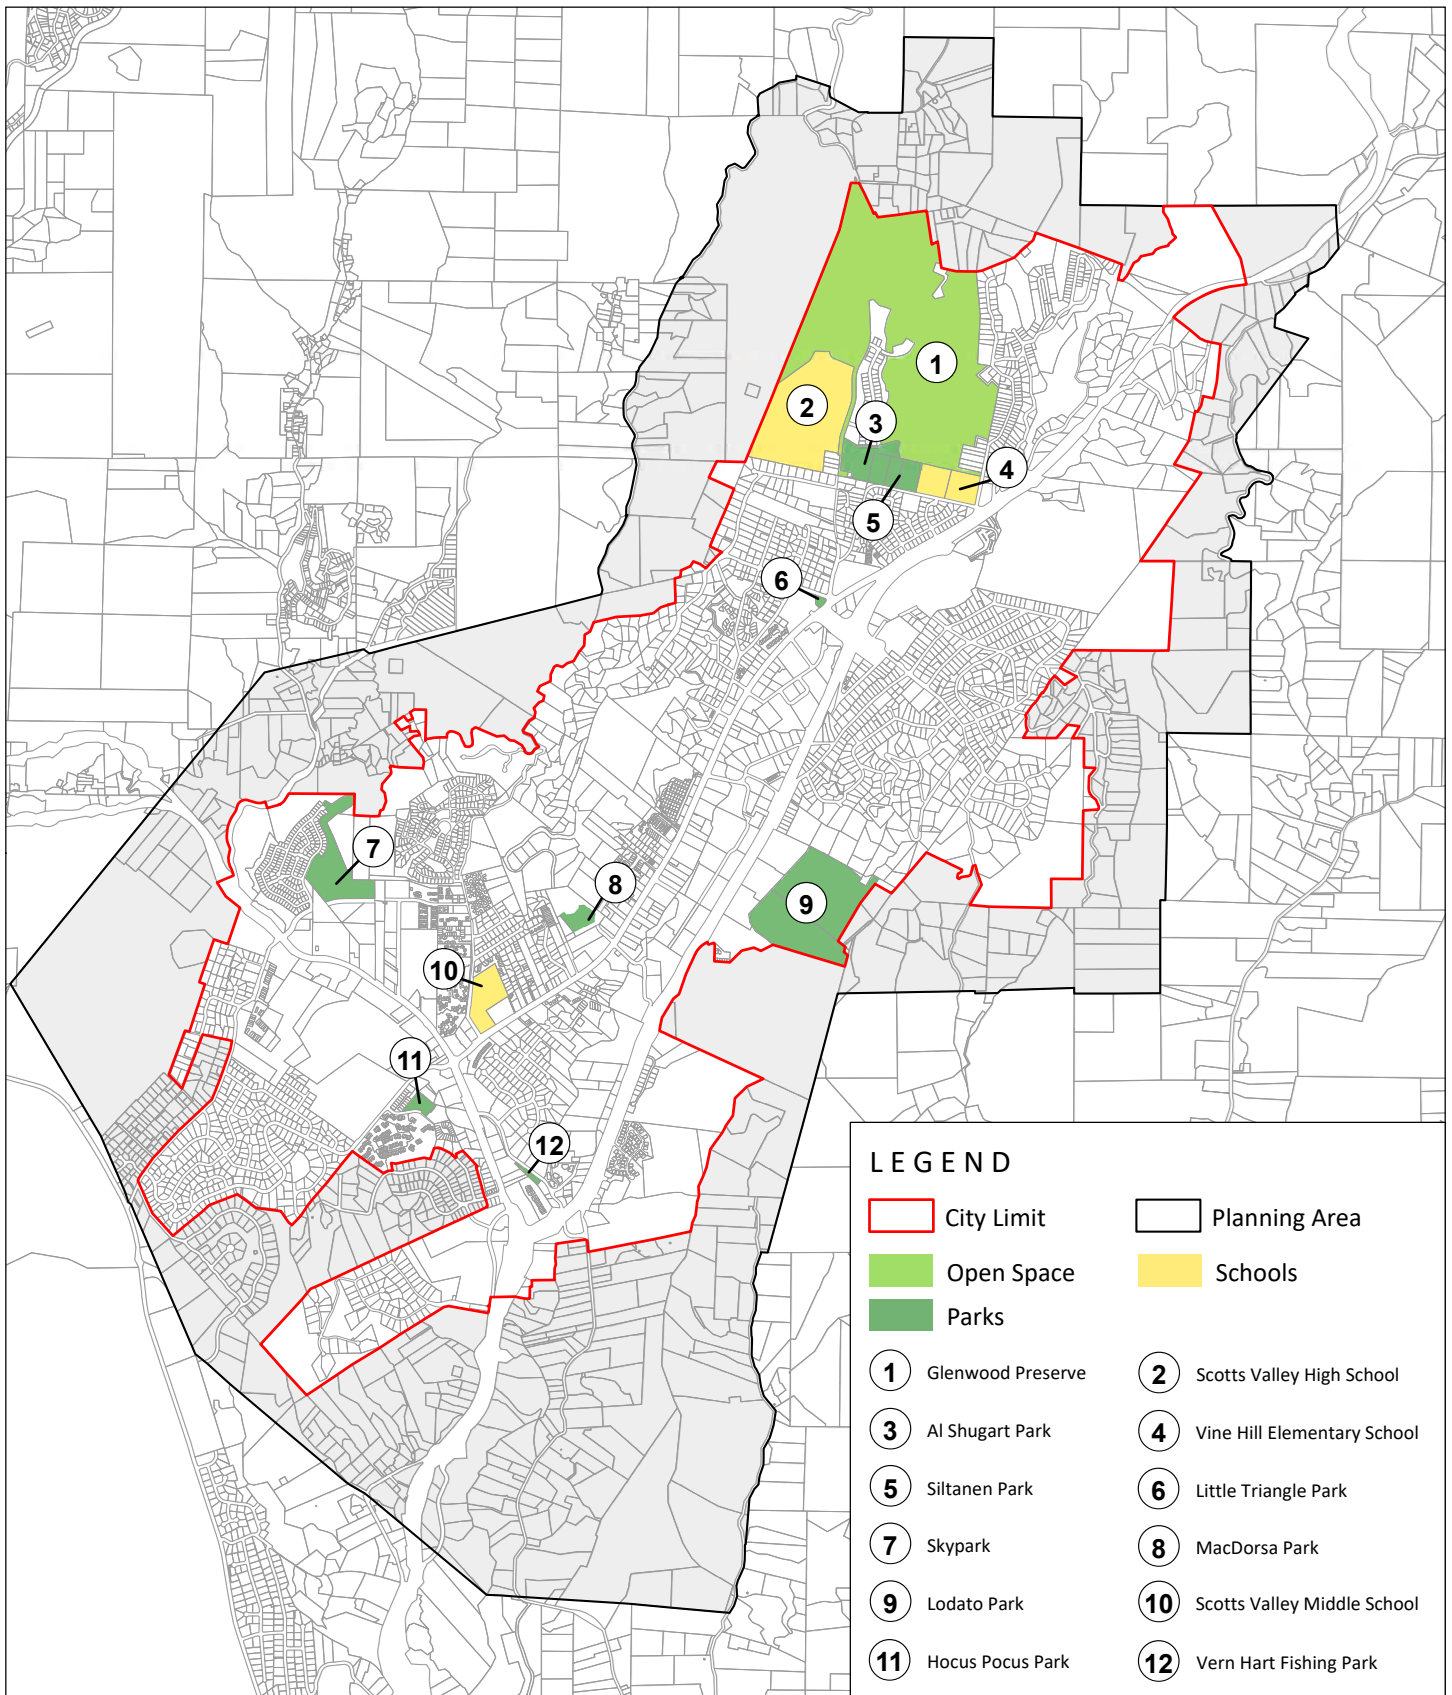 1
2
3
4
5
6
7
8
9
10
11
12
LEGEND
City Limit
Planning Area
Open Space
Schools
Parks
1 Glenwood Preserve
2 Scotts Valley High School
3 Al Shugart Park
4 Vine Hill Elementary School
5 Siltanen Park
6 Little Triangle Park
7 Skypark
8 MacDorsa Park
9 Lodato Park
10 Scotts Valley Middle School
11 Hocus Pocus Park
12 Vern Hart Fishing Park